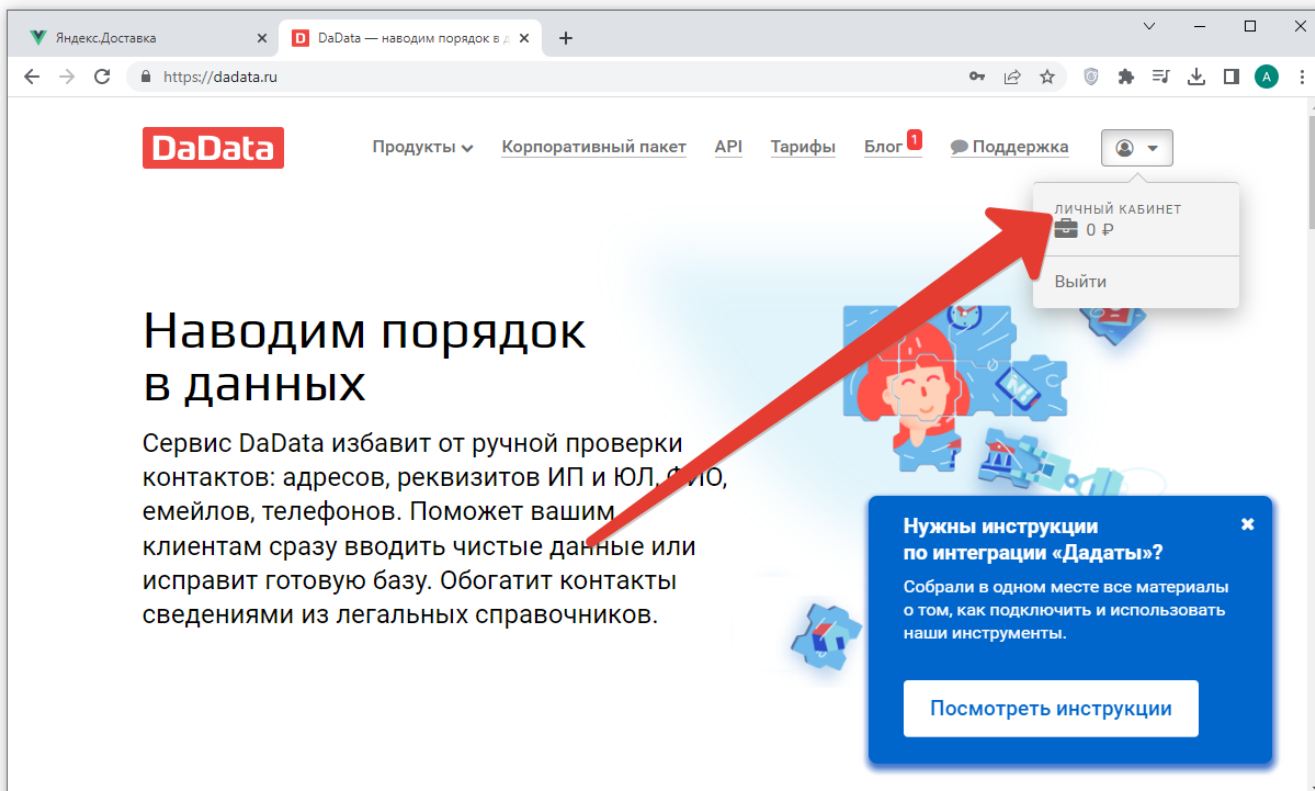 Яндекс.Доставка
DaData — наводим порядок в д
https://dadata.ru
A
DaData
Продукты Корпоративный пакет API Тарифы Блог 1 Поддержка
ЛИЧНЫЙ КАБИНЕТ
0 ₽
Выйти
Наводим порядок
в данных
Сервис DaData избавит от ручной проверки
контактов: адресов, реквизитов ИП и ЮЛ, ФИО,
емейлов, телефонов. Поможет вашим
клиентам сразу вводить чистые данные или
исправит готовую базу. Обогатит контакты
сведениями из легальных справочников.
Нужны инструкции
по интеграции «Дадаты»?
Собрали в одном месте все материалы
о том, как подключить и использовать
наши инструменты.
Посмотреть инструкции